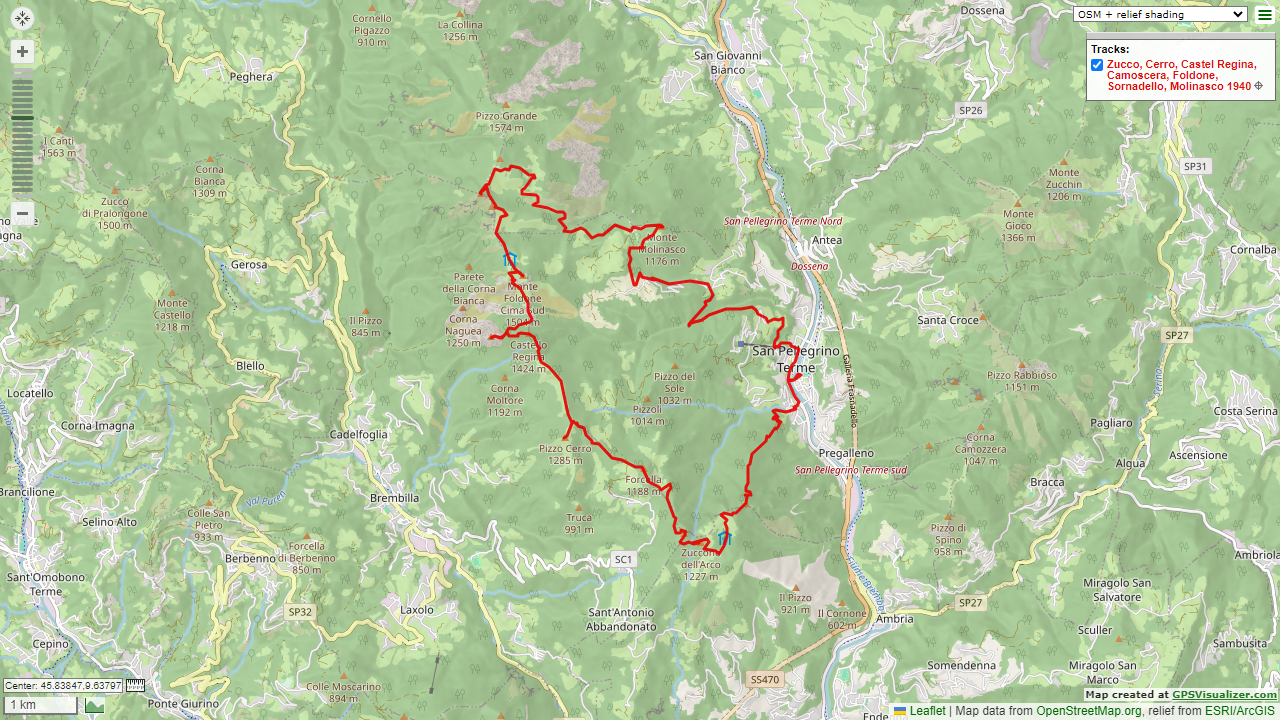 OSM + relief shading
Tracks:
Zucco, Cerro, Castel Regina,
Camoscera, Foldone,
Sornadello, Molinasco 1940
Cornello
Pigazzo
910 m
La Collina
1256 m
Dossena
San Giovanni
Bianco
Peghera
SP26
Pizzo Grande
1574 m
I Canti
1563 m
Corna
Bianca
1309 m
SP31
Monte
Zucchin
1206 m
Zucco
di Pralongone
1500 m
Monte
Gioco
1366 m
San Pellegrino Terme Nord
Antea
Monte
Molinasco
1176 m
Cornalba
Gerosa
Dossena
Parete
della Corna
Bianca
Monte
Foldone
Cima Sud
1504 m
Monte
Castello
1218 m
Il Pizzo
845 m
Corna
Naguea
1250 m
Santa Croce
SP27
Castello
Regina
1424 m
San Pellegrino
Terme
Galleria Frasnadello
Blello
Pizzo del
Sole
1032 m
Pizzo Rabbioso
1151 m
Locatello
Corna
Moltore
1192 m
Pizzoli
1014 m
Costa Serina
Corna Imagna
Pagliaro
Cadelfoglia
Pizzo Cerro
1285 m
Pregalleno
Corna
Camozzera
1047 m
Ascensione
San Pellegrino Terme sud
Algua
Brancilione
Val Puren
Brembilla
Forcella
1188 m
Bracca
Selino Alto
Colle San
Pietro
933 m
Truca
991 m
Pizzo di
Spino
958 m
Berbenno
Forcella
di Berbenno
850 m
SC1
Zuccone
dell'Arco
1227 m
Ambriola
Sant'Omobono
Terme
Fiume Brembo
Miragolo San
Salvatore
SP32
Laxolo
Sant'Antonio
Abbandonato
Il Pizzo
921 m
Il Cornone
602 m
SP27
Ambria
Sculler
Cepino
Sambusita
Somendenna
Miragolo San
Marco
Colle Moscarino
894 m
SS470
Center: 45.83847,9.63797
1 km
Ponte Giurino
Map created at GPSVisualizer.com
Leaflet | Map data from OpenStreetMap.org, relief from ESRI/ArcGIS